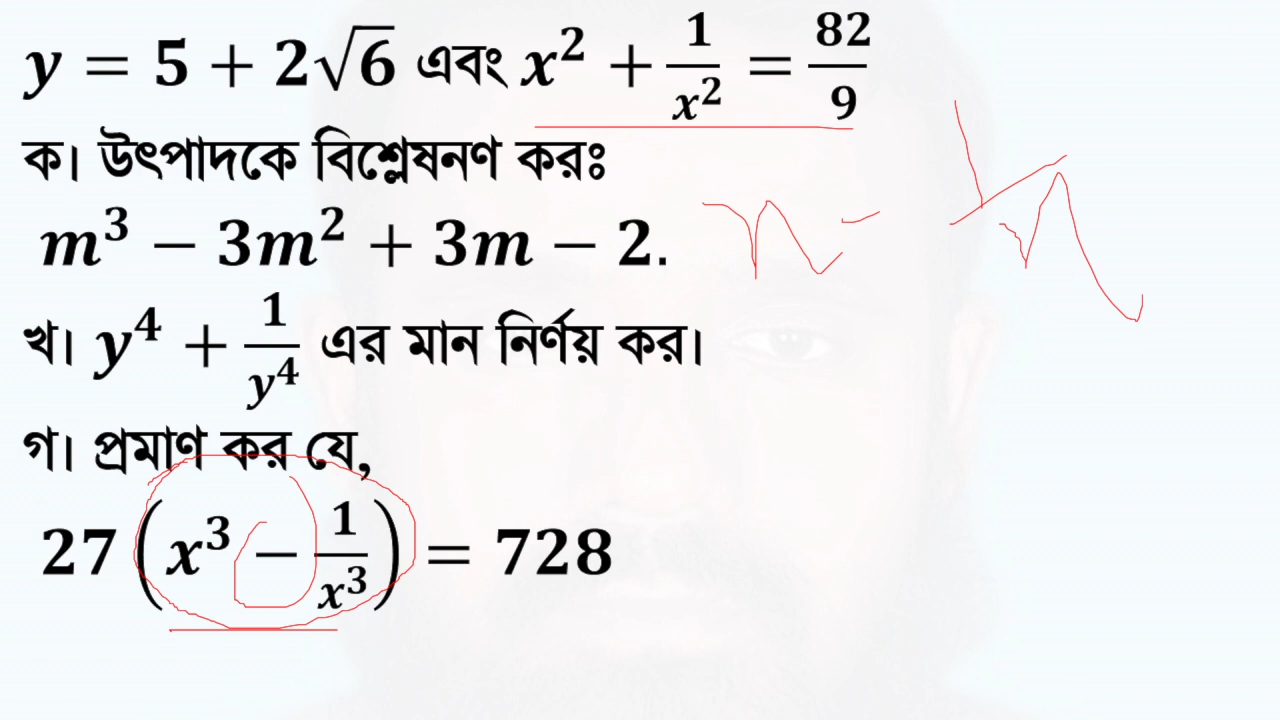 y = 5 + 2√6 এবং x² + 1/x² = 82/9
ক। উৎপাদকে বিশ্লেষনণ করঃ
m³ − 3m² + 3m − 2.
খ। y⁴ + 1/y⁴ এর মান নির্ণয় কর।
গ। প্রমাণ কর যে,
27(x³ − 1/x³) = 728